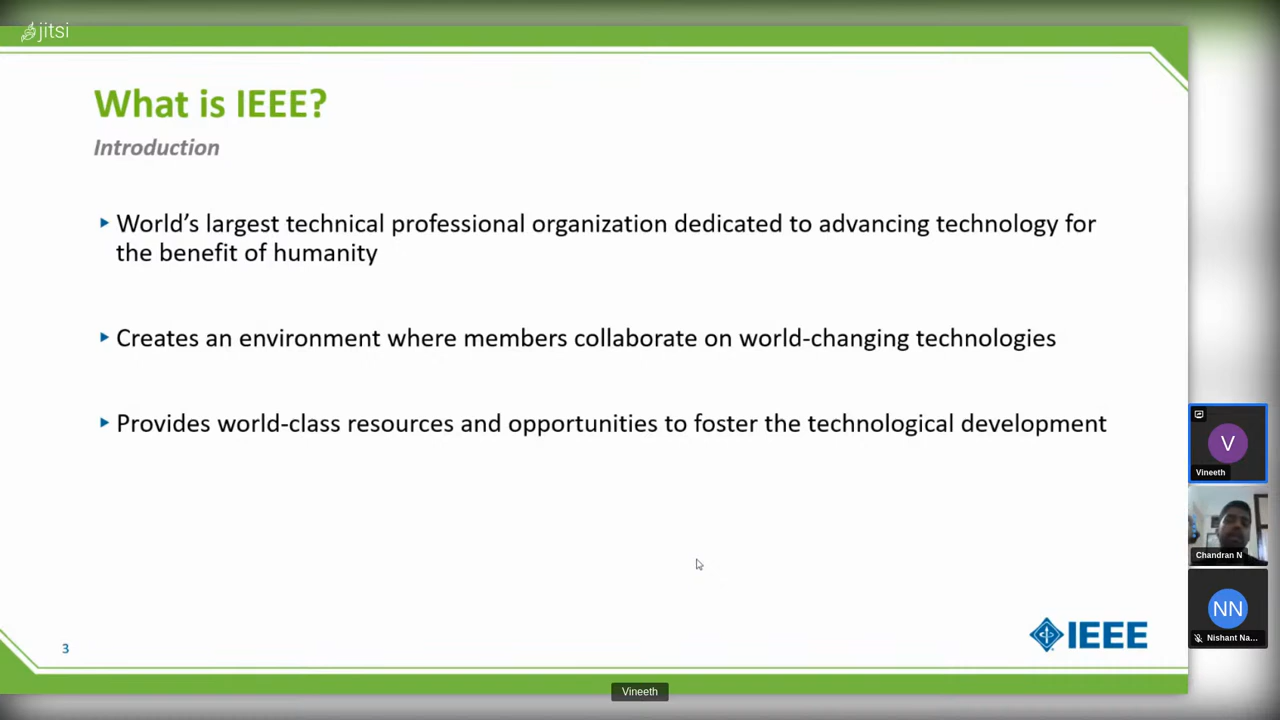 jitsi
What is IEEE?
Introduction
World's largest technical professional organization dedicated to advancing technology for
the benefit of humanity
Creates an environment where members collaborate on world-changing technologies
Provides world-class resources and opportunities to foster the technological development
V
Vineeth
Chandran N
NN
Nishant Na...
3
IEEE
Vineeth